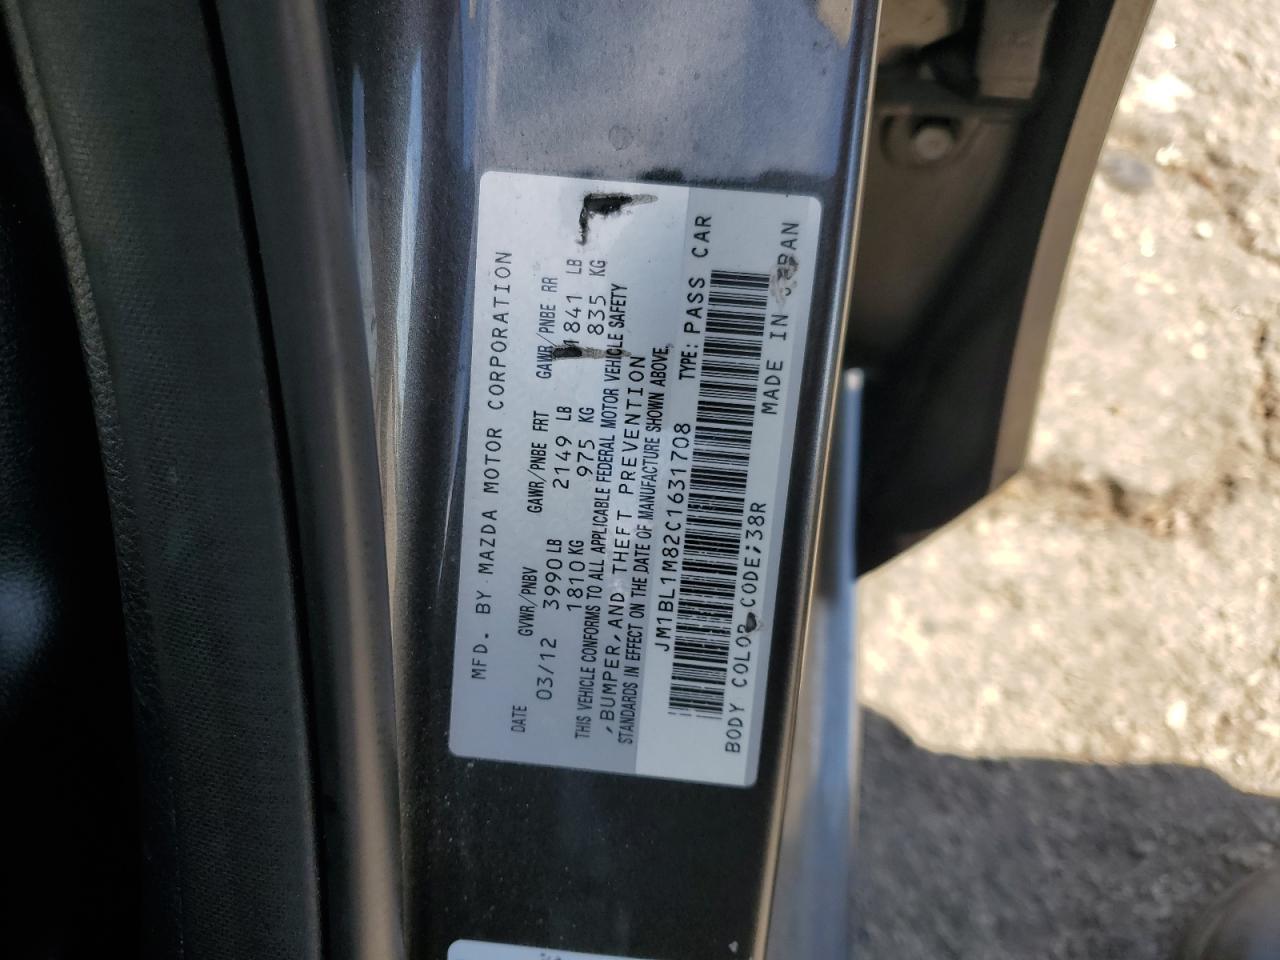 MFD. BY MAZDA MOTOR CORPORATION
DATE GVWR/PNBV GAWR/PNBE FRT GAWR/PNBE RR
03/12 3990 LB 2149 LB 1841 LB
1810 KG 975 KG 835 KG
THIS VEHICLE CONFORMS TO ALL APPLICABLE FEDERAL MOTOR VEHICLE SAFETY
,BUMPER,AND THEFT PREVENTION
STANDARDS IN EFFECT ON THE DATE OF MANUFACTURE SHOWN ABOVE.
JM1BL1M82C1631708 TYPE: PASS CAR
BODY COLOR CODE;38R MADE IN JAPAN